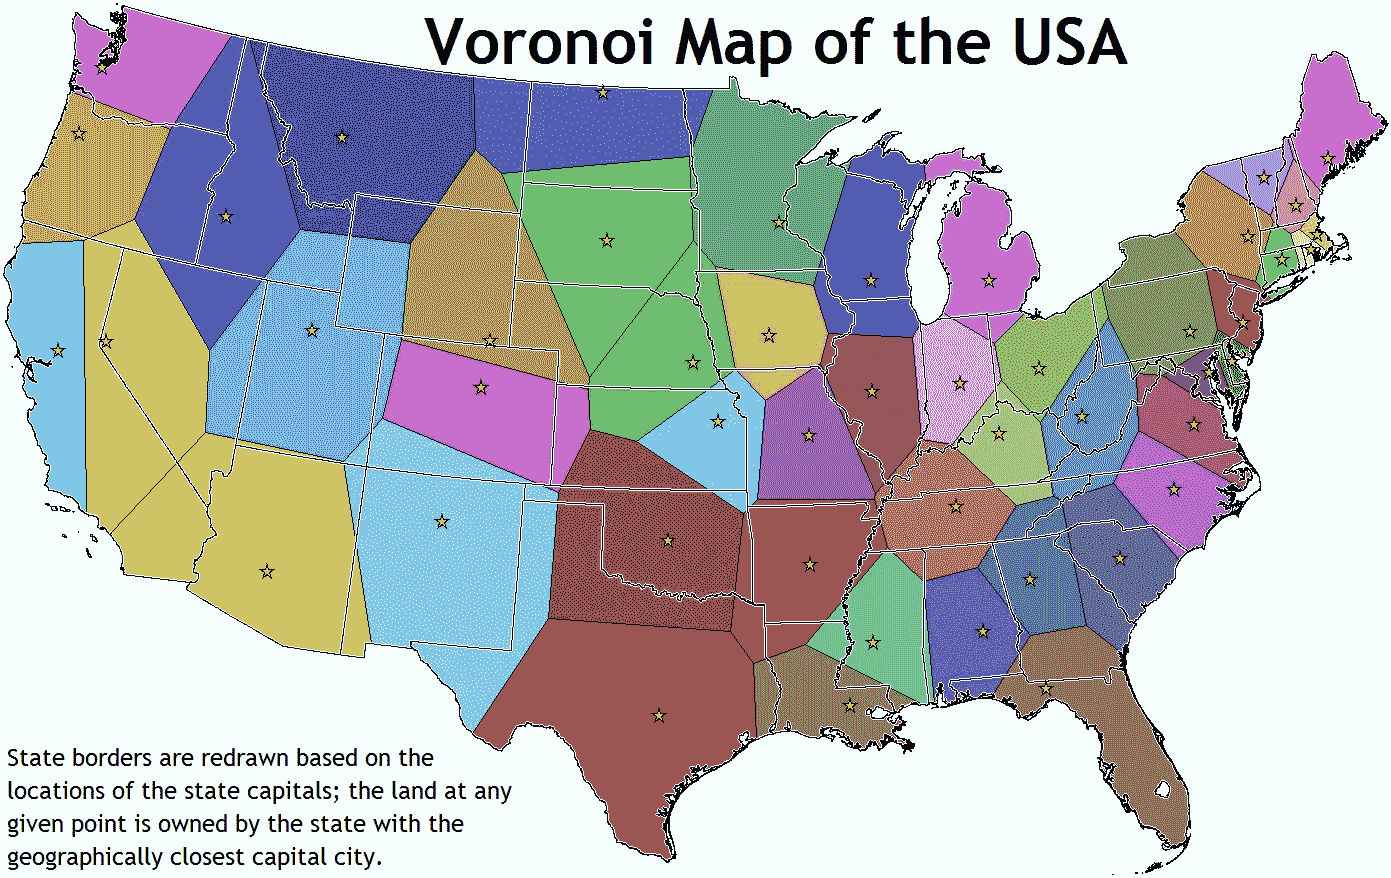 Voronoi Map of the USA
State borders are redrawn based on the
locations of the state capitals; the land at any
given point is owned by the state with the
geographically closest capital city.